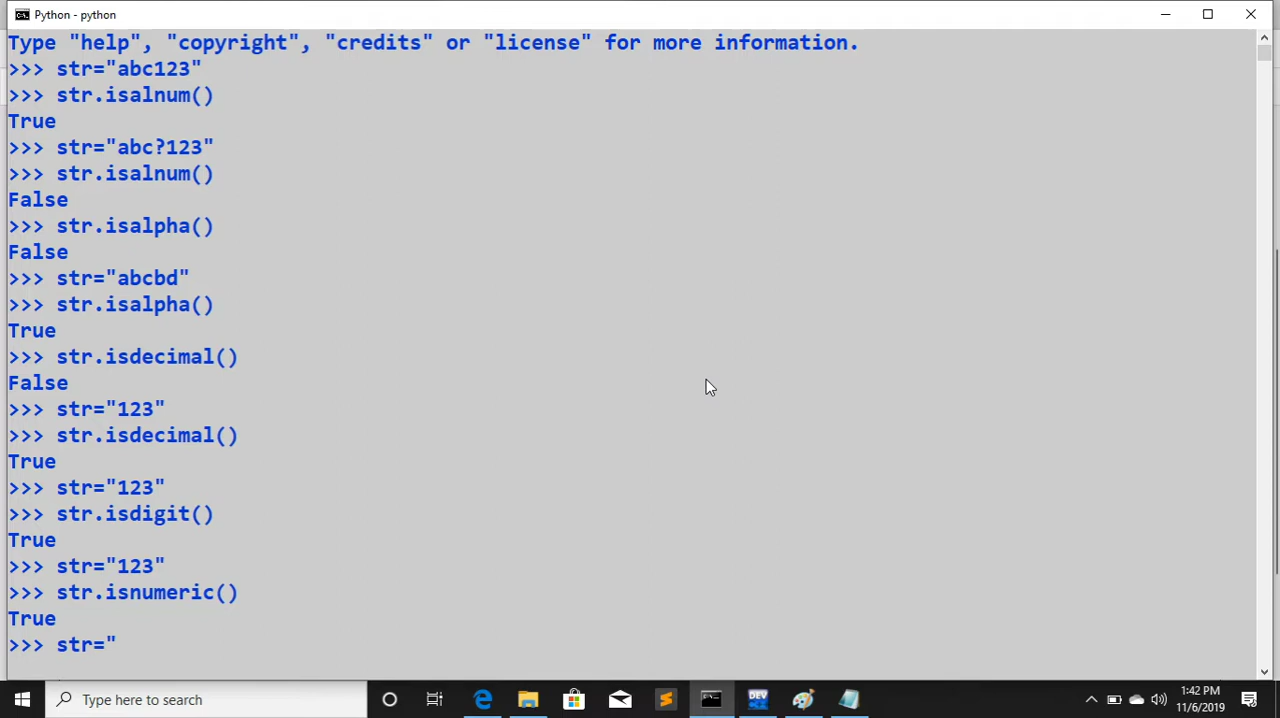 Python - python
Type "help", "copyright", "credits" or "license" for more information.
>>> str="abc123"
>>> str.isalnum()
True
>>> str="abc?123"
>>> str.isalnum()
False
>>> str.isalpha()
False
>>> str="abcbd"
>>> str.isalpha()
True
>>> str.isdecimal()
False
>>> str="123"
>>> str.isdecimal()
True
>>> str="123"
>>> str.isdigit()
True
>>> str="123"
>>> str.isnumeric()
True
>>> str="
Type here to search
DEV
1:42 PM
11/6/2019